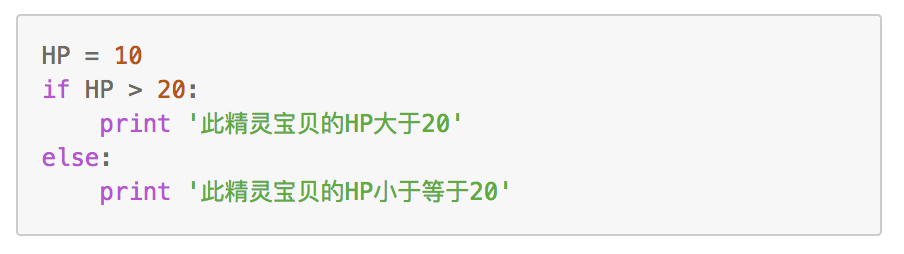 HP = 10
if HP > 20:
    print '此精灵宝贝的HP大于20'
else:
    print '此精灵宝贝的HP小于等于20'